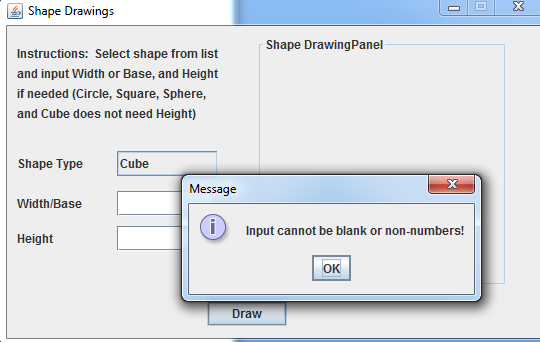 Shape Drawings
Instructions:  Select shape from list
and input Width or Base, and Height
if needed (Circle, Square, Sphere,
and Cube does not need Height)
Shape DrawingPanel
Shape Type
Cube
Width/Base
Height
Message
Input cannot be blank or non-numbers!
OK
Draw